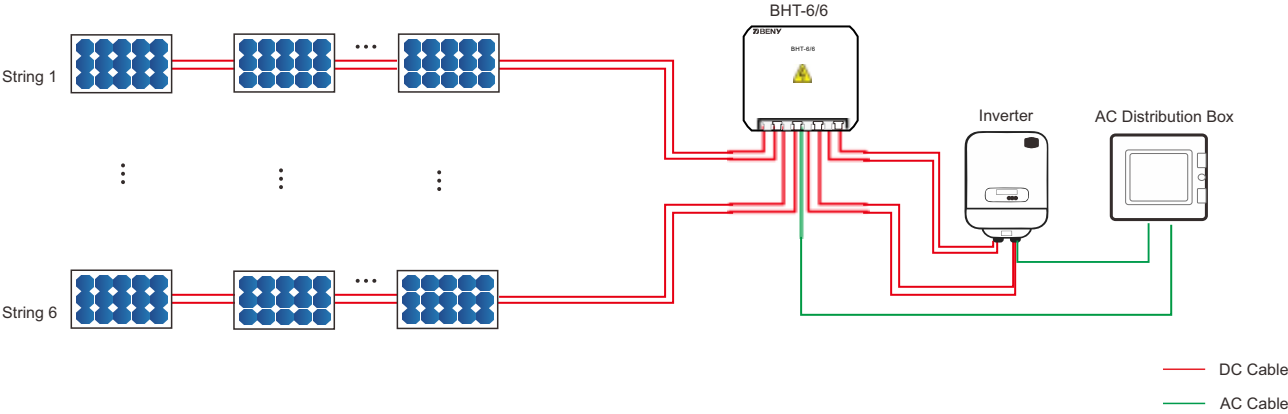 BHT-6/6
BENY
BHT-6/6
String 1
Inverter
AC Distribution Box
String 6
DC Cable
AC Cable